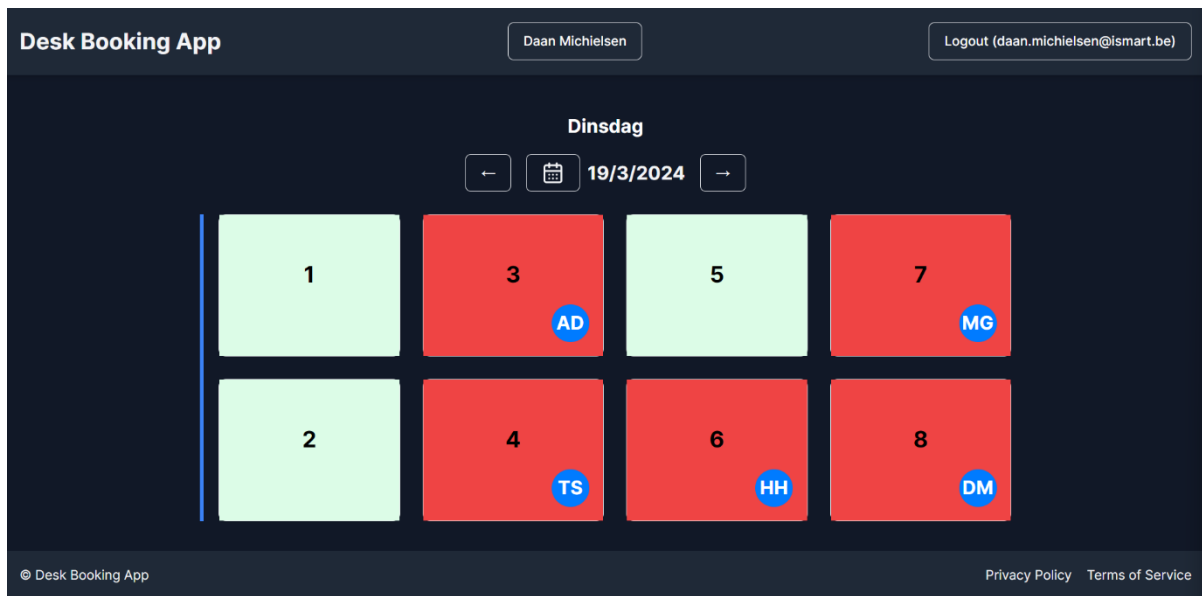 Desk Booking App
Daan Michielsen
Logout (daan.michielsen@ismart.be)
Dinsdag
← 19/3/2024 →
1
3
AD
5
7
MG
2
4
TS
6
HH
8
DM
© Desk Booking App
Privacy Policy Terms of Service